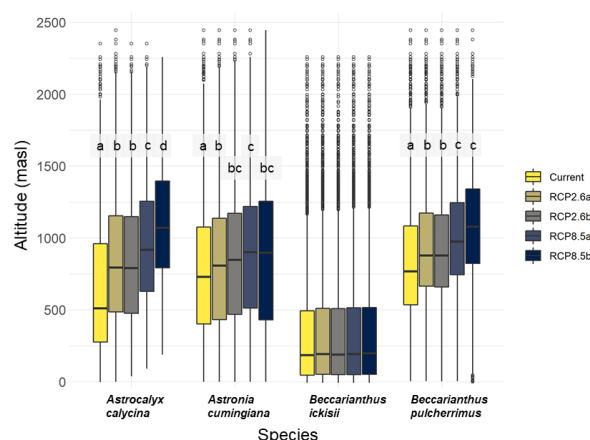 2500
2000
1500
1000
500
0
Altitude (masl)
a b b c d
a b bc c bc
a b b c c
Astrocalyx calycina
Astronia cumingiana
Beccarianthus ickisii
Beccarianthus pulcherrimus
Species
Current
RCP2.6a
RCP2.6b
RCP8.5a
RCP8.5b